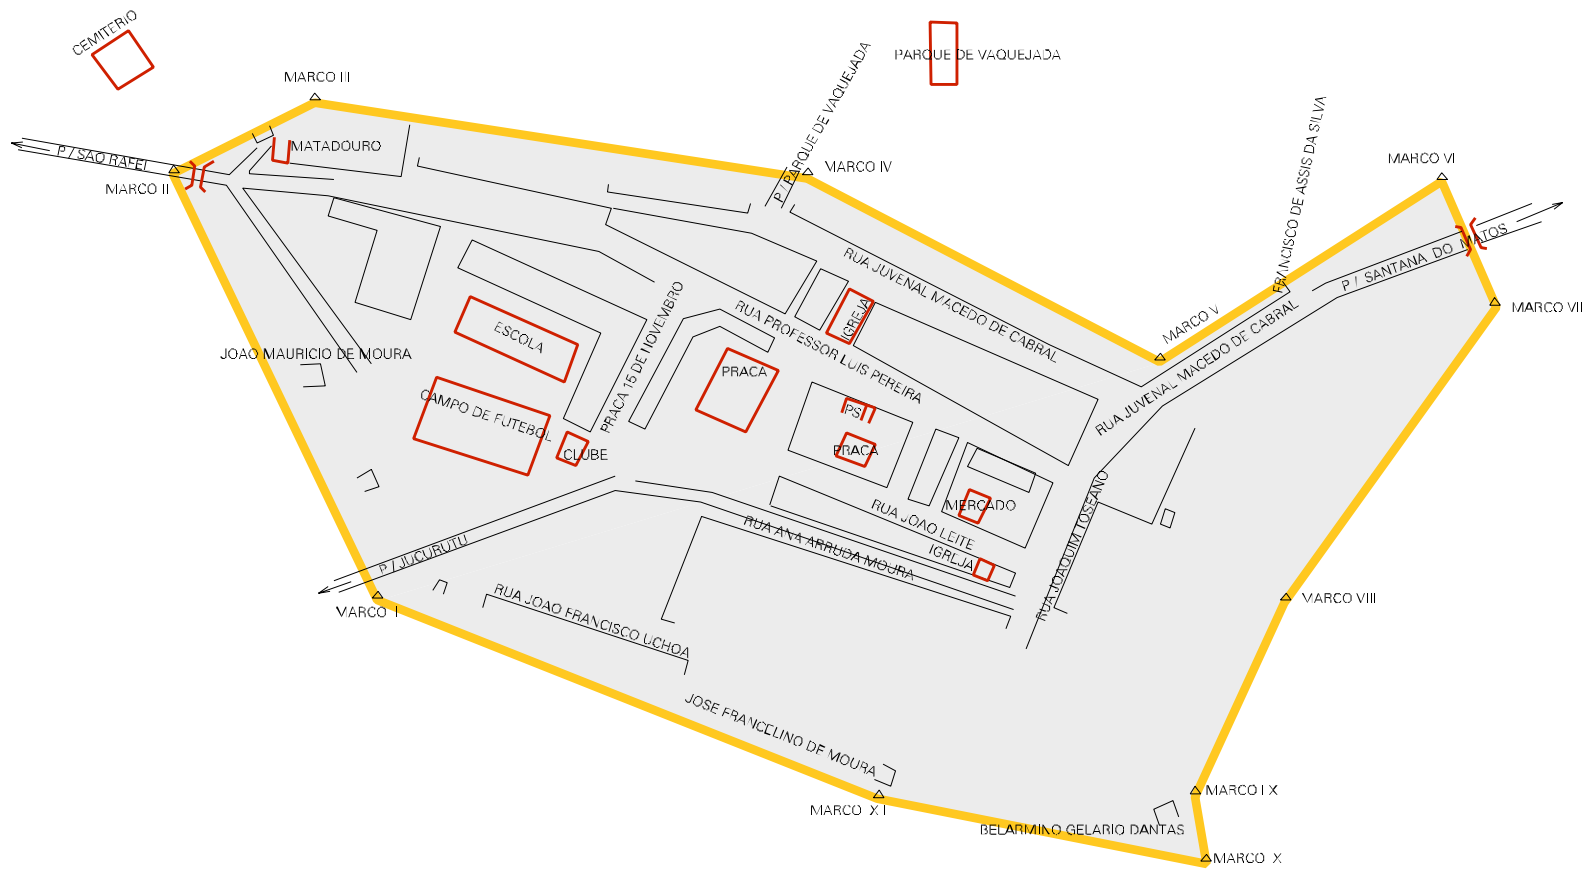 CEMITERIO
PARQUE DE VAQUEJADA
MARCO III
P / PARQUE DE VAQUEJADA
FRANCISCO DE ASSIS DA SILVA
MATADOURO
P / SAO RAFEL
MARCO II
MARCO IV
MARCO VI
P / SANTANA DO MATOS
RUA JUVENAL MACEDO DE CABRAL
MARCO V
MARCO VII
RUA JUVENAL MACEDO DE CABRAL
IGREJA
RUA PROFESSOR LUIS PEREIRA
PRACA 15 DE NOVEMBRO
ESCOLA
JOAO MAURICIO DE MOURA
PRACA
CAMPO DE FUTEBOL
PS
PRACA
CLUBE
MERCADO
RUA JOAO LEITE
RUA ANA ARRUDA MOURA
IGREJA
RUA JOAQUIM TOSEANO
P / JUCURUTU
MARCO I
MARCO VIII
RUA JOAO FRANCISCO UCHOA
JOSE FRANCELINO DE MOURA
MARCO IX
MARCO XI
BELARMINO GELARIO DANTAS
MARCO X